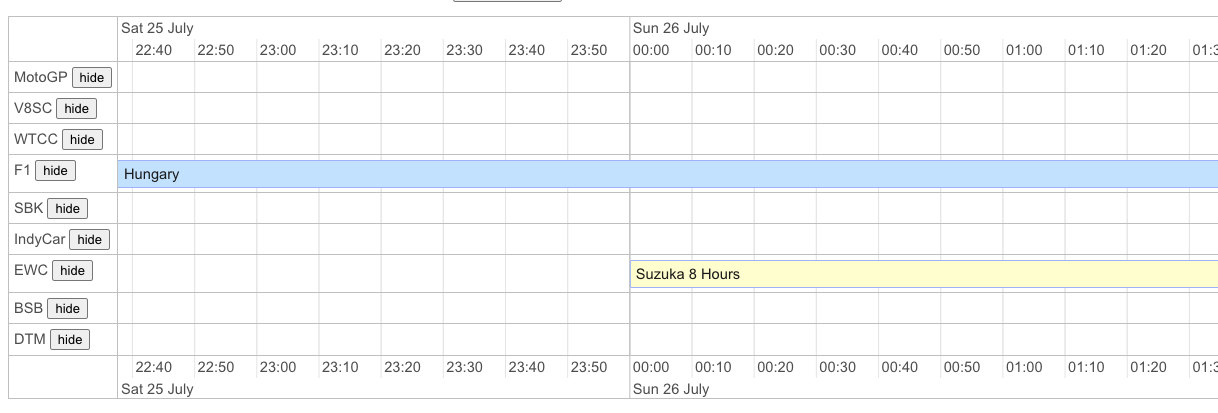 Sat 25 July Sun 26 July
22:40 22:50 23:00 23:10 23:20 23:30 23:40 23:50 00:00 00:10 00:20 00:30 00:40 00:50 01:00 01:10 01:20 01:3
MotoGP hide
V8SC hide
WTCC hide
F1 hide Hungary
SBK hide
IndyCar hide
EWC hide Suzuka 8 Hours
BSB hide
DTM hide
22:40 22:50 23:00 23:10 23:20 23:30 23:40 23:50 00:00 00:10 00:20 00:30 00:40 00:50 01:00 01:10 01:20 01:3
Sat 25 July Sun 26 July